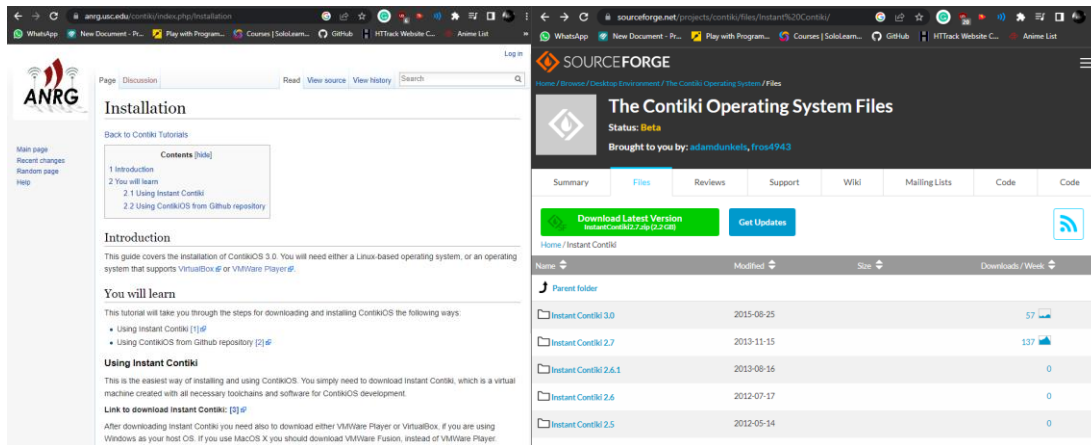 anrg.usc.edu/contiki/index.php/Installation
WhatsApp New Document - Pr... Play with Program... Courses | SoloLearn... GitHub HTTrack Website C... Anime List »
Log in
ANRG
Page Discussion Read View source View history Search
Installation
Back to Contiki Tutorials
Main page
Recent changes
Random page
Help
Contents [hide]
1 Introduction
2 You will learn
2.1 Using Instant Contiki
2.2 Using ContikiOS from Github repository
Introduction
This guide covers the installation of ContikiOS 3.0. You will need either a Linux-based operating system, or an operating
system that supports VirtualBox or VMWare Player.
You will learn
This tutorial will take you through the steps for downloading and installing ContikiOS the following ways:
Using Instant Contiki [1]
Using ContikiOS from Github repository [2]
Using Instant Contiki
This is the easiest way of installing and using ContikiOS. You simply need to download Instant Contiki, which is a virtual
machine created with all necessary toolchains and software for ContikiOS development.
Link to download Instant Contiki: [3]
After downloading Instant Contiki you need also to download either VMWare Player or VirtualBox, if you are using
Windows as your host OS. If you use MacOS X you should download VMWare Fusion, instead of VMWare Player.
sourceforge.net/projects/contiki/files/Instant%20Contiki/
WhatsApp New Document - Pr... Play with Program... Courses | SoloLearn... GitHub HTTrack Website C... Anime List
SOURCEFORGE
Home / Browse / Desktop Environment / The Contiki Operating System / Files
The Contiki Operating System Files
Status: Beta
Brought to you by: adamdunkels, fros4943
Summary Files Reviews Support Wiki Mailing Lists Code Code
Download Latest Version
InstantContiki2.7.zip (2.2 GB)
Get Updates
Home / Instant Contiki
Name Modified Size Downloads / Week
Parent folder
Instant Contiki 3.0 2015-08-25 57
Instant Contiki 2.7 2013-11-15 137
Instant Contiki 2.6.1 2013-08-16 0
Instant Contiki 2.6 2012-07-17 0
Instant Contiki 2.5 2012-05-14 0